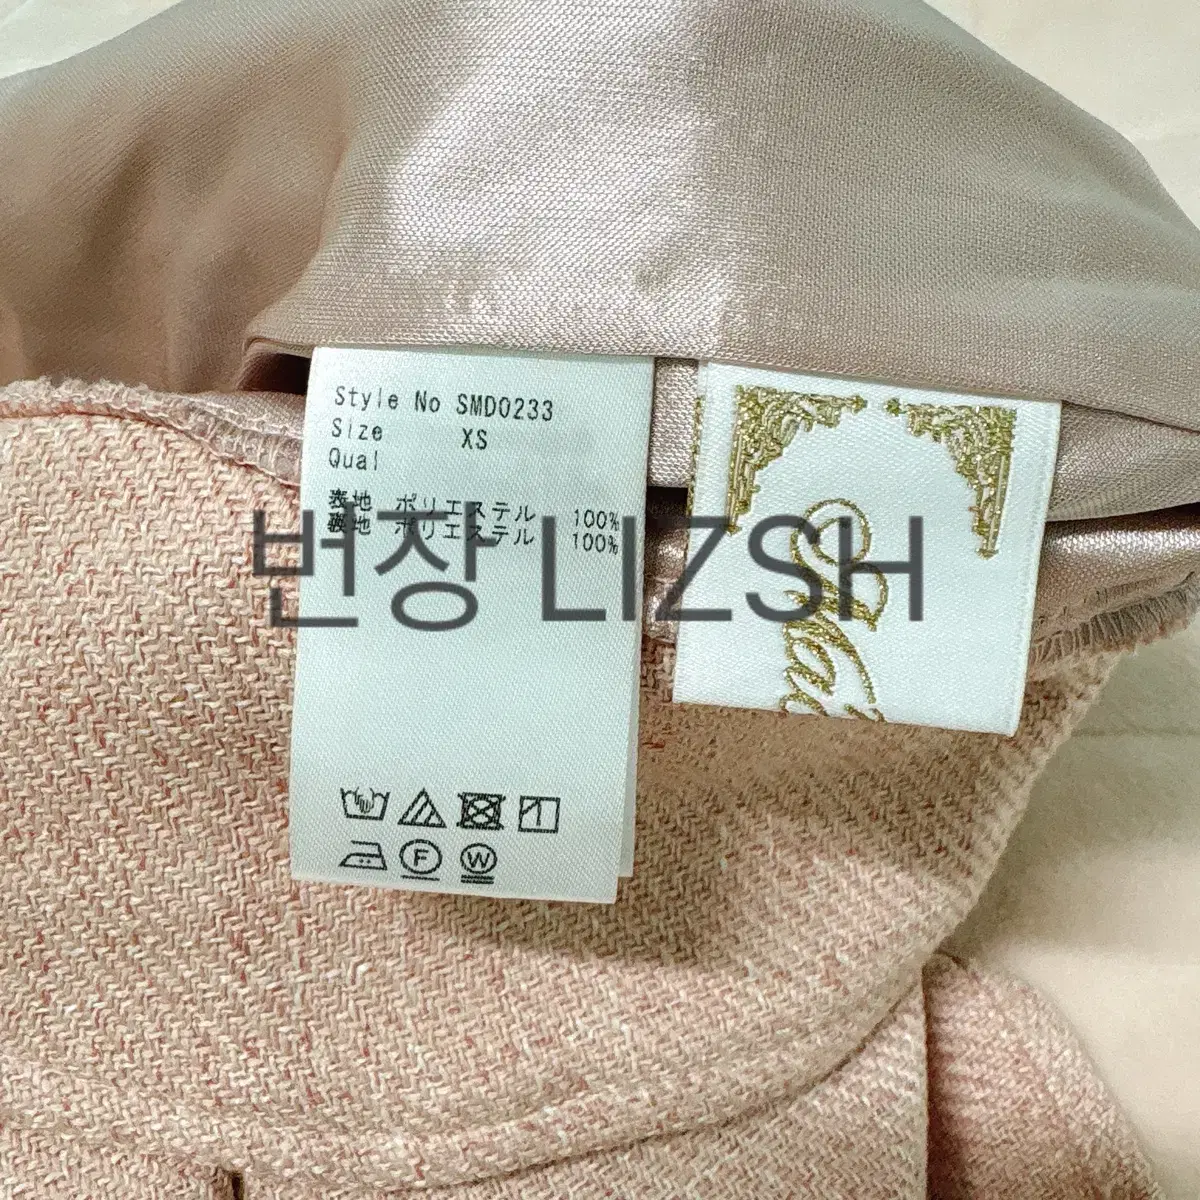 Style No SMD0233
Size XS
Qual
表地 ポリエステル 100%
裏地 ポリエステル 100%
번장 LIZSH
F
W